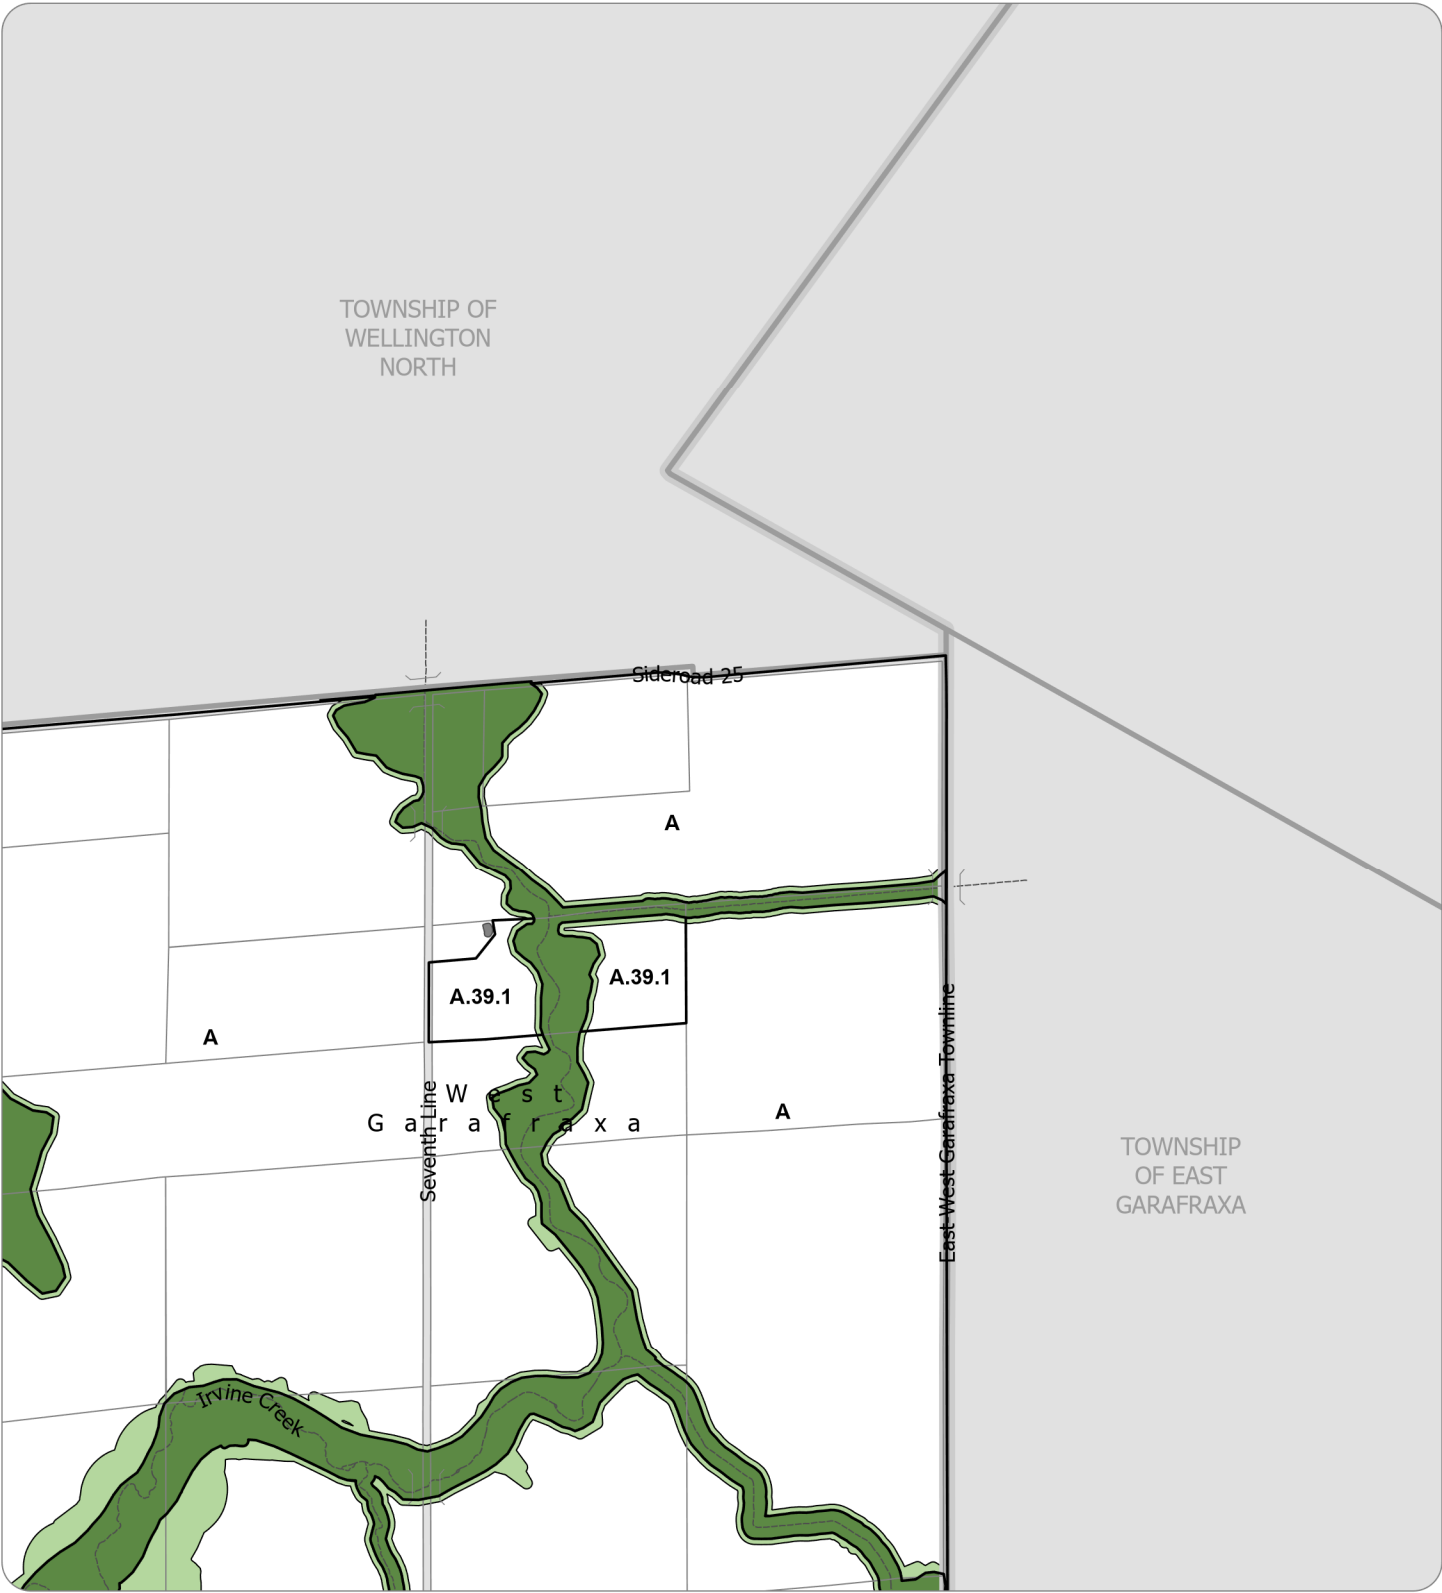 TOWNSHIP OF
WELLINGTON
NORTH
Sideroad 25
A
A.39.1
A.39.1
A
West
Garafraxa
A
Seventh Line
East-West Garafraxa Townline
TOWNSHIP
OF EAST
GARAFRAXA
Irvine Creek